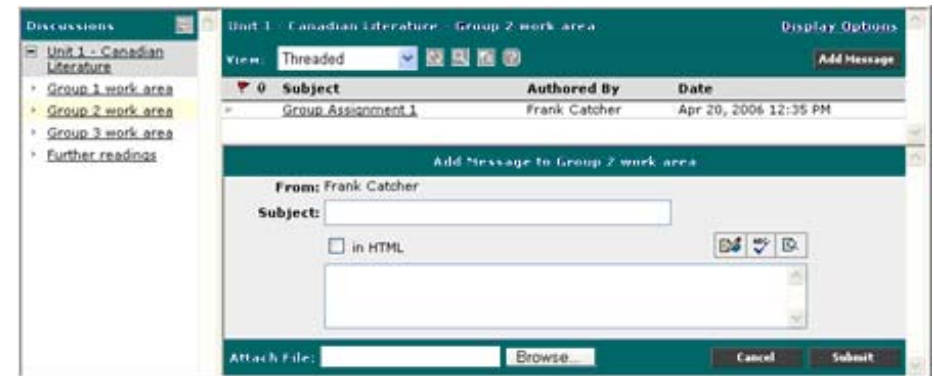 Discussions
Unit 1 - Canadian
Literature
Group 1 work area
Group 2 work area
Group 3 work area
Further readings
Unit 1 - Canadian Literature - Group 2 work area
Display Options
View: Threaded
Add Message
0 Subject Authored By Date
Group Assignment 1 Frank Catcher Apr 20, 2006 12:35 PM
Add Message to Group 2 work area
From: Frank Catcher
Subject:
in HTML
Attach File: Browse... Cancel Submit